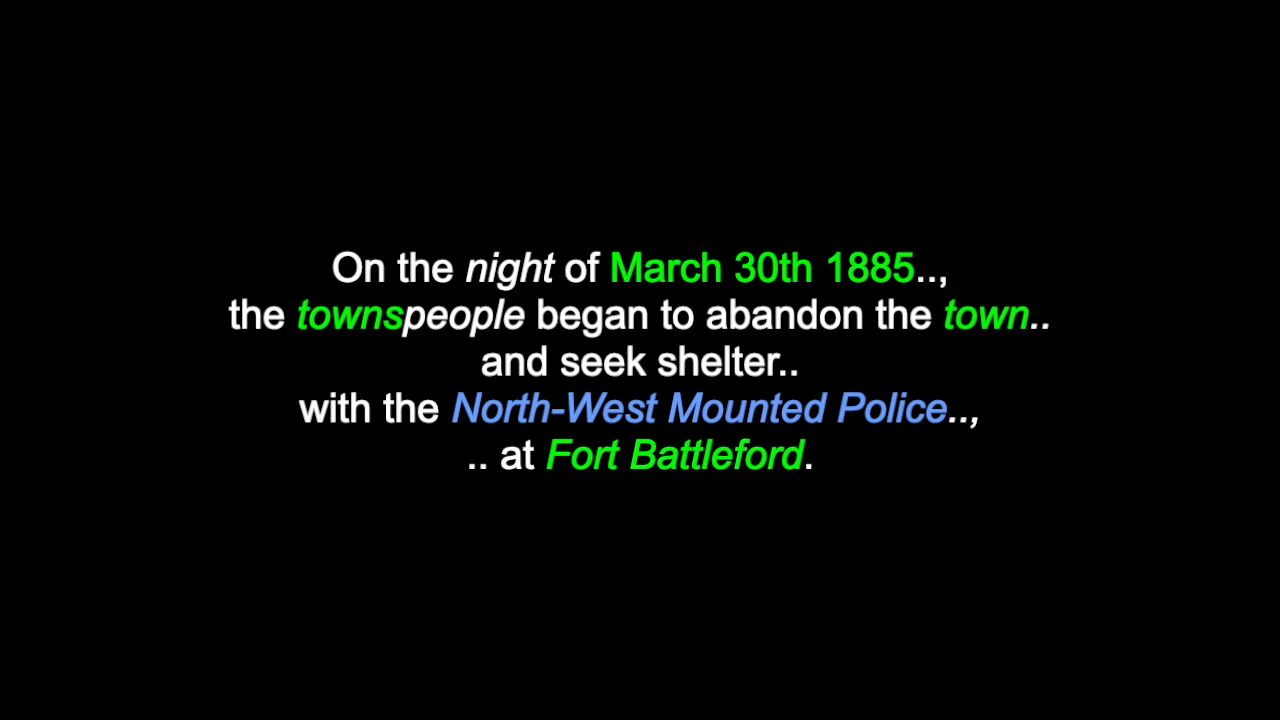 On the night of March 30th 1885..,
the townspeople began to abandon the town..
and seek shelter..
with the North-West Mounted Police..,
.. at Fort Battleford.